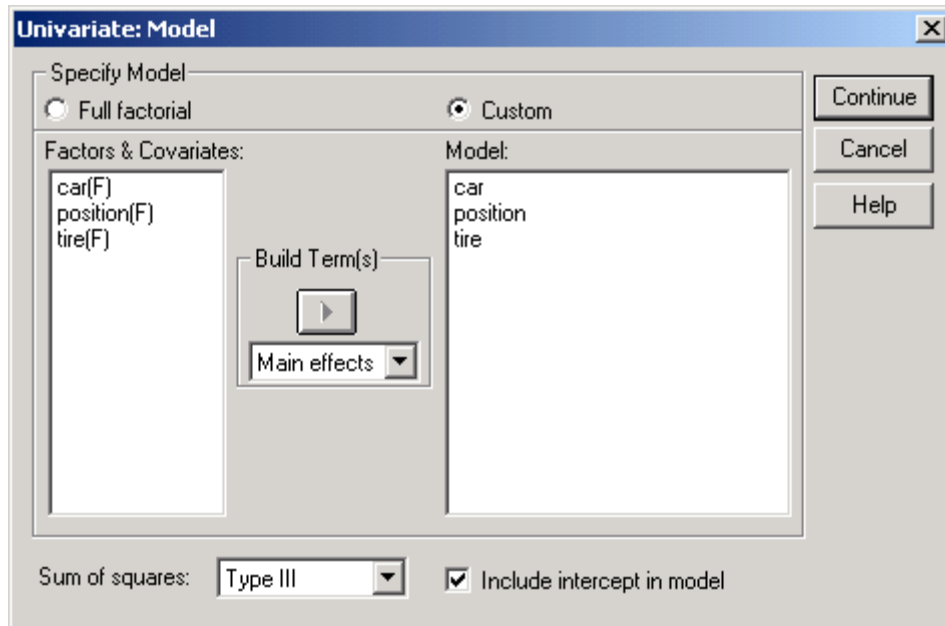 Univariate: Model
Specify Model
Full factorial
Custom
Factors & Covariates:
car(F)
position(F)
tire(F)
Build Term(s)
Main effects
Model:
car
position
tire
Continue
Cancel
Help
Sum of squares:
Type III
Include intercept in model